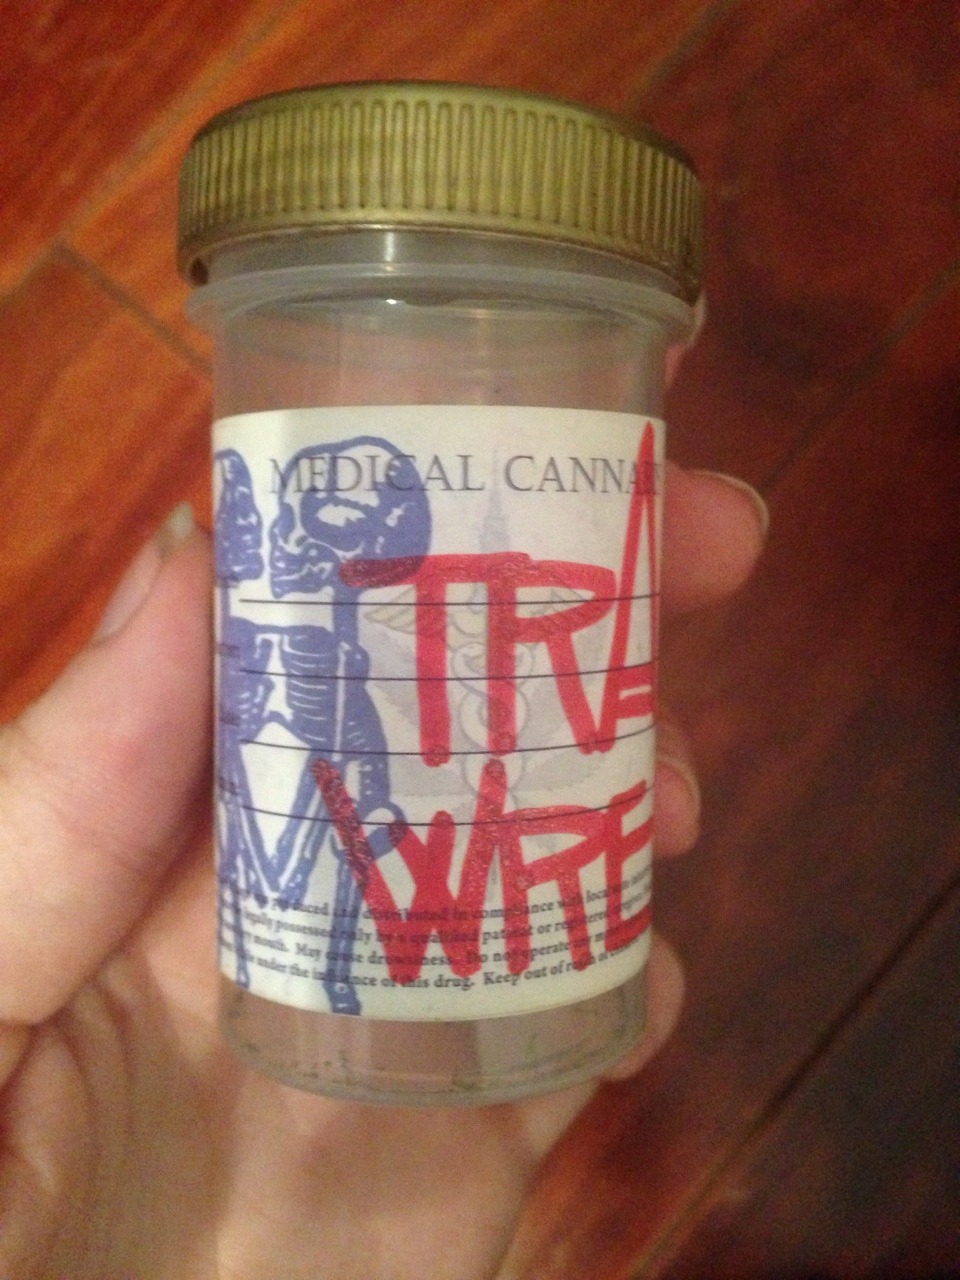 MEDICAL CANNA
TRA
WRE
produced and distributed in compliance with local
legally possessed only by a qualified patient or registered
mouth. May cause drowsiness. Do not operate any
under the influence of this drug. Keep out of reach of